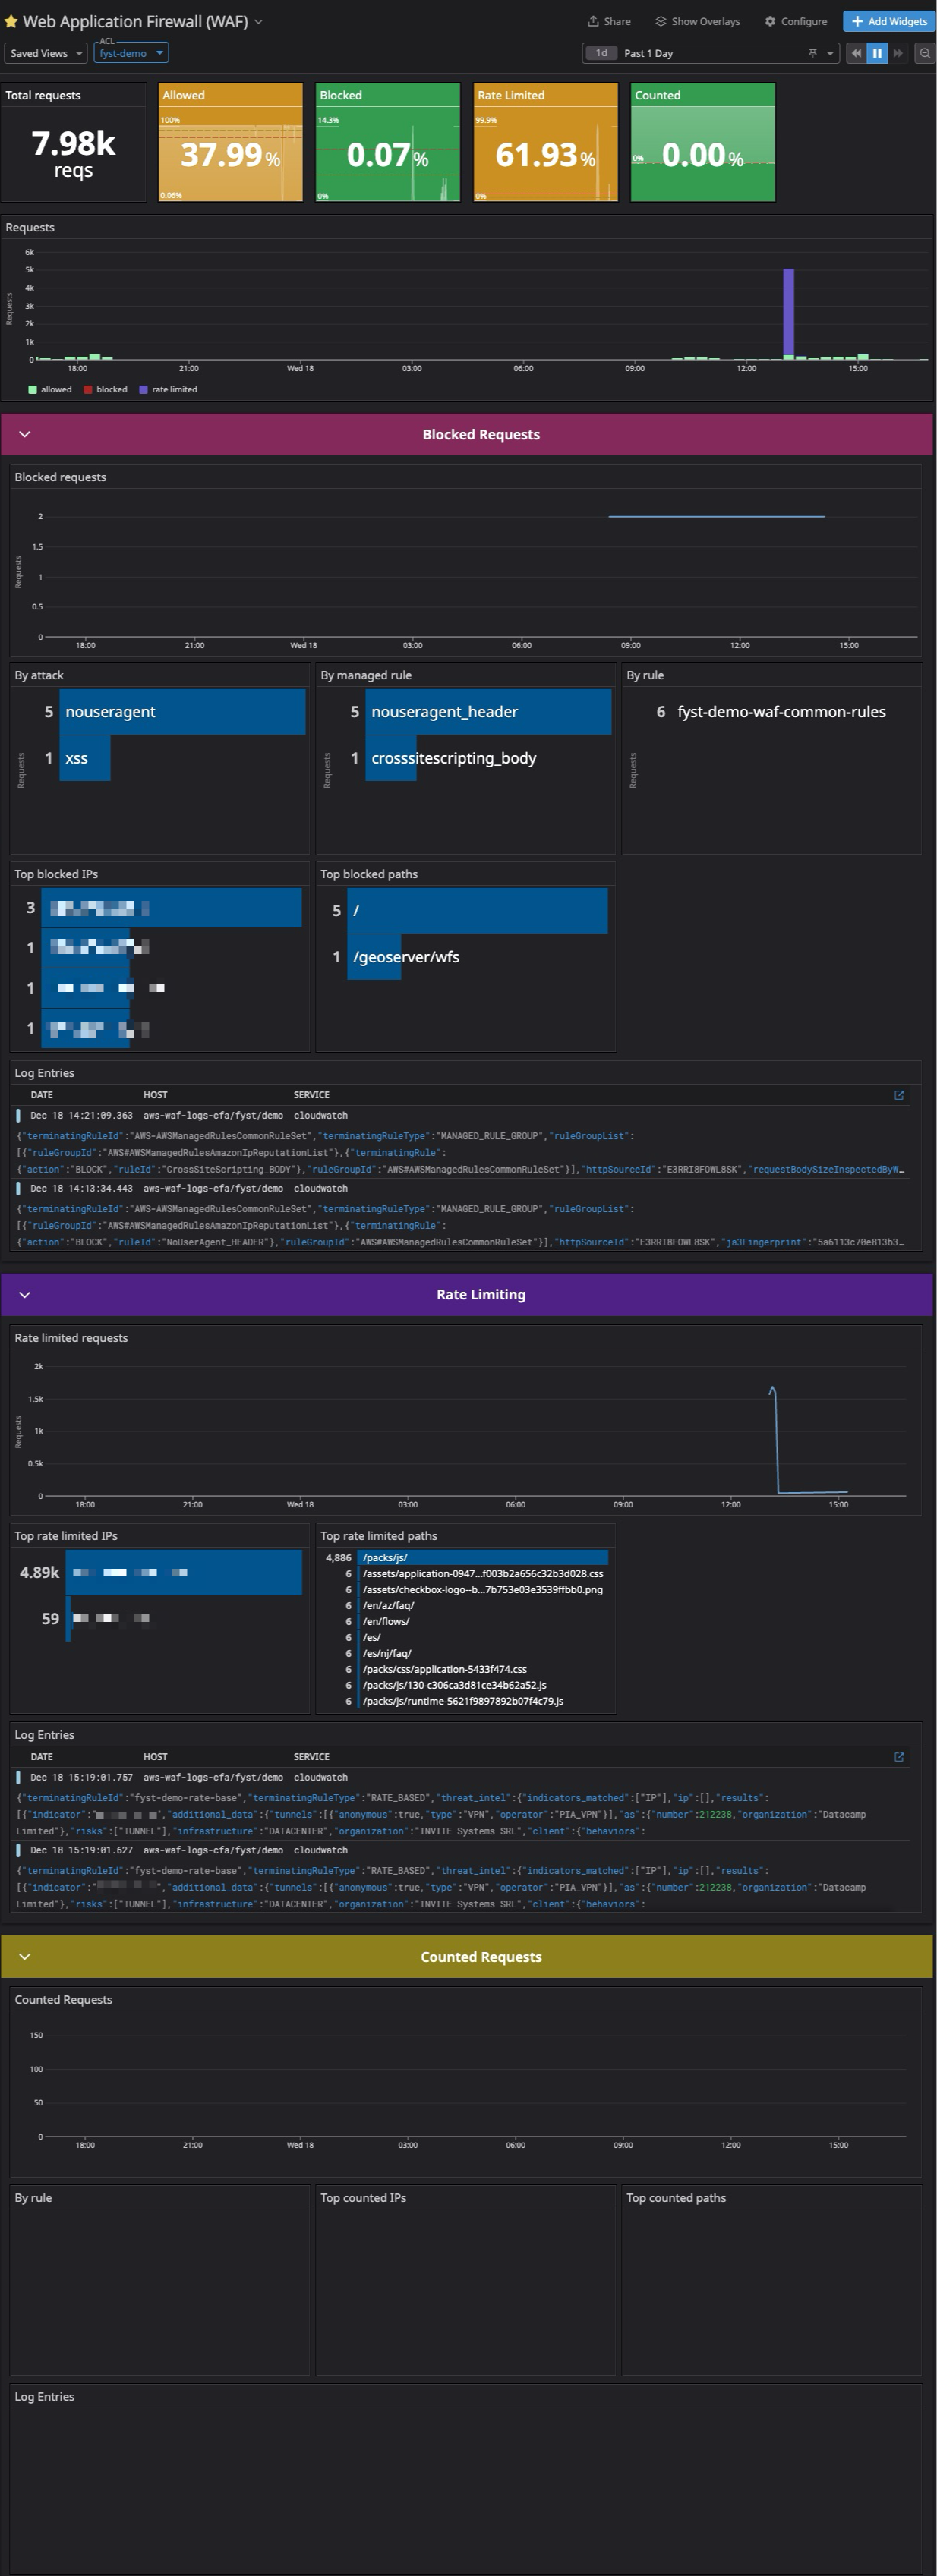 Web Application Firewall (WAF)
Share
Show Overlays
Configure
+ Add Widgets
Saved Views
ACL
fyst-demo
1d Past 1 Day
Total requests
7.98k
reqs
Allowed
100%
37.99%
0.06%
Blocked
14.3%
0.07%
0%
Rate Limited
99.9%
61.93%
0%
Counted
0%
0.00%
Requests
Requests
6k
5k
4k
3k
2k
1k
0
18:00 21:00 Wed 18 03:00 06:00 09:00 12:00 15:00
allowed blocked rate limited
Blocked Requests
Blocked requests
Requests
2
1.5
1
0.5
0
18:00 21:00 Wed 18 03:00 06:00 09:00 12:00 15:00
By attack
Requests
5 nouseragent
1 xss
By managed rule
Requests
5 nouseragent_header
1 crosssitescripting_body
By rule
Requests
6 fyst-demo-waf-common-rules
Top blocked IPs
3
1
1
1
Top blocked paths
5 /
1 /geoserver/wfs
Log Entries
DATE HOST SERVICE
Dec 18 14:21:09.363 aws-waf-logs-cfa/fyst/demo cloudwatch
{"terminatingRuleId":"AWS-AWSManagedRulesCommonRuleSet","terminatingRuleType":"MANAGED_RULE_GROUP","ruleGroupList":
[{"ruleGroupId":"AWS#AWSManagedRulesAmazonIpReputationList"},{"terminatingRule":
{"action":"BLOCK","ruleId":"CrossSiteScripting_BODY"},"ruleGroupId":"AWS#AWSManagedRulesCommonRuleSet"}],"httpSourceId":"E3RRI8FOWL8SK","requestBodySizeInspectedByW…
Dec 18 14:13:34.443 aws-waf-logs-cfa/fyst/demo cloudwatch
{"terminatingRuleId":"AWS-AWSManagedRulesCommonRuleSet","terminatingRuleType":"MANAGED_RULE_GROUP","ruleGroupList":
[{"ruleGroupId":"AWS#AWSManagedRulesAmazonIpReputationList"},{"terminatingRule":
{"action":"BLOCK","ruleId":"NoUserAgent_HEADER"},"ruleGroupId":"AWS#AWSManagedRulesCommonRuleSet"}],"httpSourceId":"E3RRI8FOWL8SK","ja3Fingerprint":"5a6113c70e813b3…
Rate Limiting
Rate limited requests
Requests
2k
1.5k
1k
0.5k
0
18:00 21:00 Wed 18 03:00 06:00 09:00 12:00 15:00
Top rate limited IPs
4.89k
59
Top rate limited paths
4,886 /packs/js/
6 /assets/application-0947...f003b2a656c32b3d028.css
6 /assets/checkbox-logo--b...7b753e03e3539ffbb0.png
6 /en/az/faq/
6 /en/flows/
6 /es/
6 /es/nj/faq/
6 /packs/css/application-5433f474.css
6 /packs/js/130-c306ca3d81ce34b62a52.js
6 /packs/js/runtime-5621f9897892b07f4c79.js
Log Entries
DATE HOST SERVICE
Dec 18 15:19:01.757 aws-waf-logs-cfa/fyst/demo cloudwatch
{"terminatingRuleId":"fyst-demo-rate-base","terminatingRuleType":"RATE_BASED","threat_intel":{"indicators_matched":["IP"],"ip":[],"results":
[{"indicator":" ","additional_data":{"tunnels":[{"anonymous":true,"type":"VPN","operator":"PIA_VPN"}],"as":{"number":212238,"organization":"Datacamp
Limited"},"risks":["TUNNEL"],"infrastructure":"DATACENTER","organization":"INVITE Systems SRL","client":{"behaviors":
Dec 18 15:19:01.627 aws-waf-logs-cfa/fyst/demo cloudwatch
{"terminatingRuleId":"fyst-demo-rate-base","terminatingRuleType":"RATE_BASED","threat_intel":{"indicators_matched":["IP"],"ip":[],"results":
[{"indicator":" ","additional_data":{"tunnels":[{"anonymous":true,"type":"VPN","operator":"PIA_VPN"}],"as":{"number":212238,"organization":"Datacamp
Limited"},"risks":["TUNNEL"],"infrastructure":"DATACENTER","organization":"INVITE Systems SRL","client":{"behaviors":
Counted Requests
Counted Requests
150
100
50
0
18:00 21:00 Wed 18 03:00 06:00 09:00 12:00 15:00
By rule
Top counted IPs
Top counted paths
Log Entries